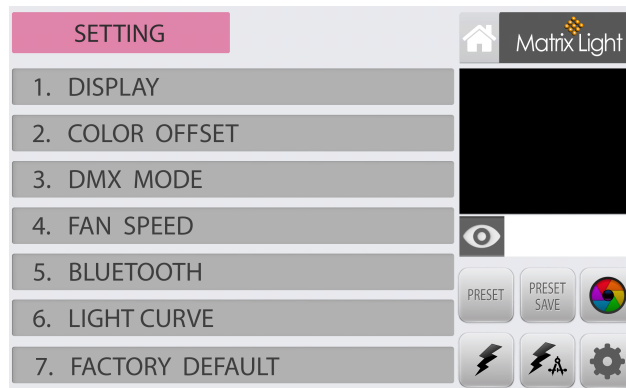 SETTING
Matrix Light
1. DISPLAY
2. COLOR OFFSET
3. DMX MODE
4. FAN SPEED
5. BLUETOOTH
6. LIGHT CURVE
7. FACTORY DEFAULT
PRESET
PRESET
SAVE